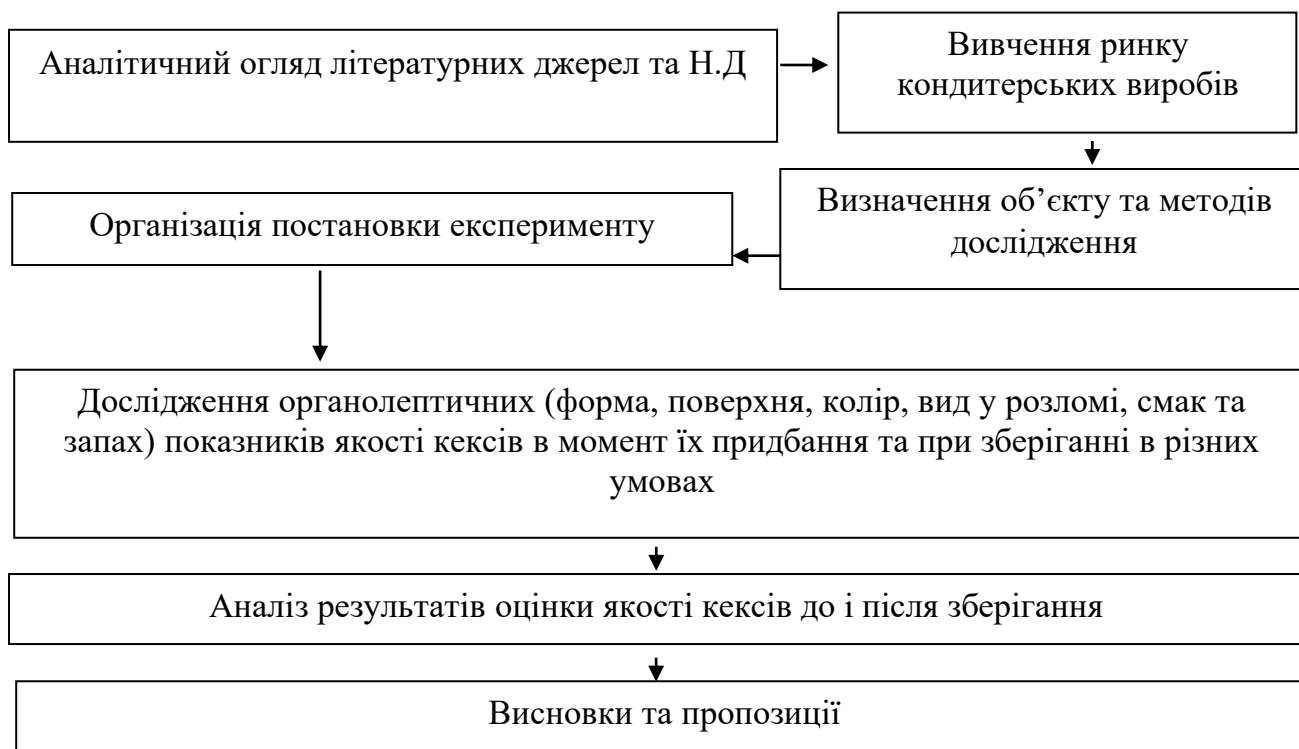 Аналітичний огляд літературних джерел та Н.Д
Вивчення ринку
кондитерських виробів
Визначення об’єкту та методів
дослідження
Організація постановки експерименту
Дослідження органолептичних (форма, поверхня, колір, вид у розломі, смак та
запах) показників якості кексів в момент їх придбання та при зберіганні в різних
умовах
Аналіз результатів оцінки якості кексів до і після зберігання
Висновки та пропозиції